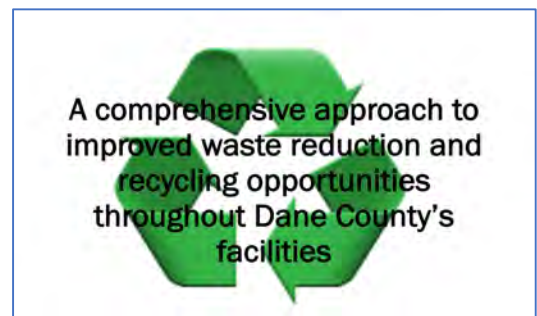 A comprehensive approach to
improved waste reduction and
recycling opportunities
throughout Dane County's
facilities